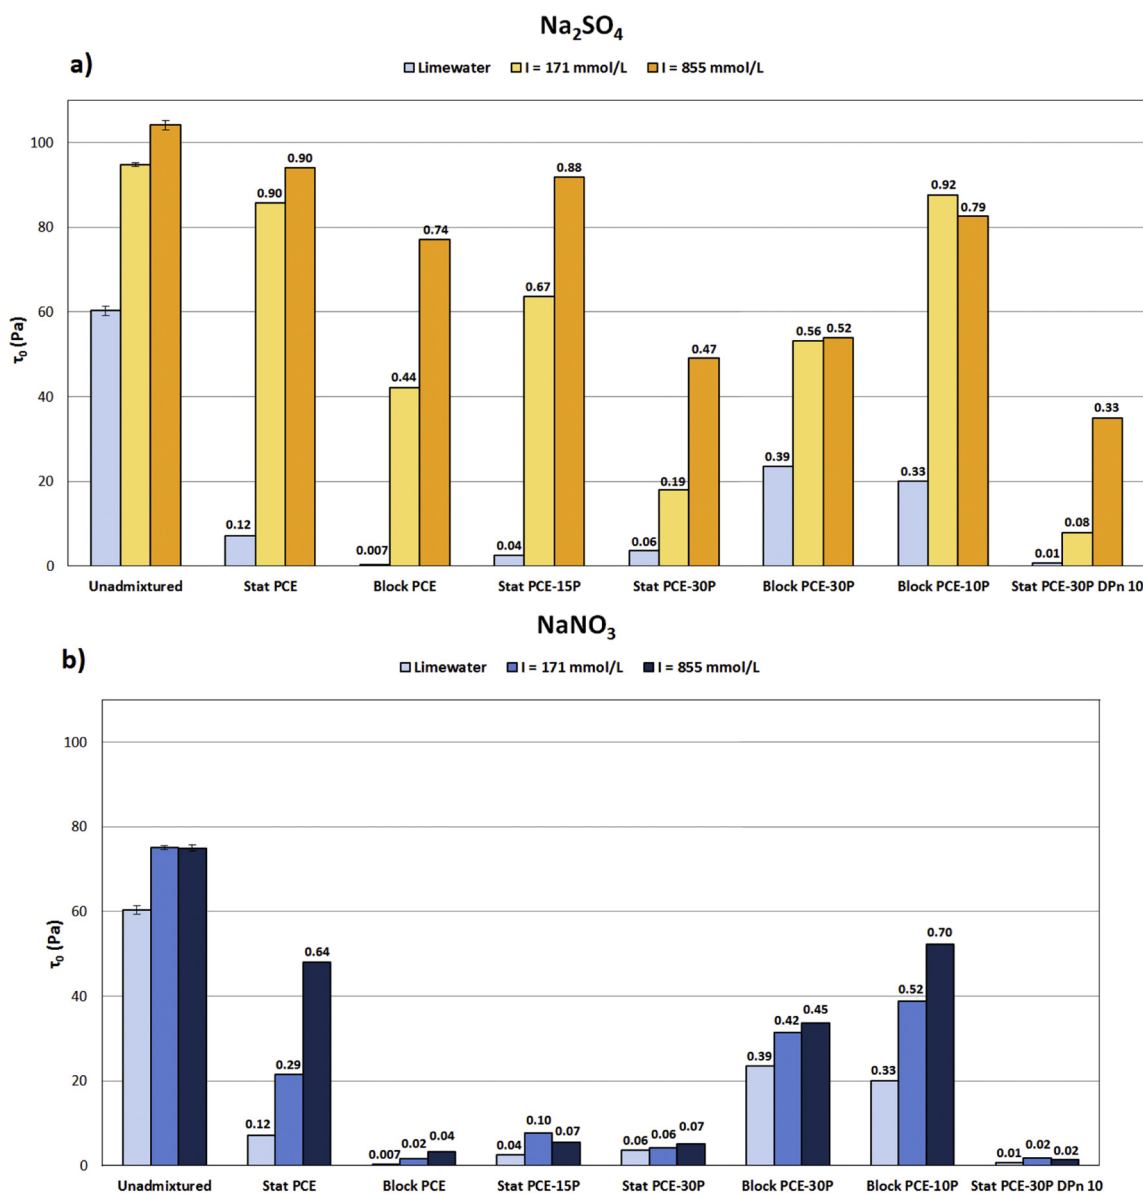 Na₂SO₄
a)
Limewater I = 171 mmol/L I = 855 mmol/L
τ₀ (Pa)
100
80
60
40
20
0
0.12 0.90 0.90
0.007 0.44 0.74
0.04 0.67 0.88
0.06 0.19 0.47
0.39 0.56 0.52
0.33 0.92 0.79
0.01 0.08 0.33
Unadmixtured Stat PCE Block PCE Stat PCE-15P Stat PCE-30P Block PCE-30P Block PCE-10P Stat PCE-30P DPn 10
NaNO₃
b)
Limewater I = 171 mmol/L I = 855 mmol/L
τ₀ (Pa)
100
80
60
40
20
0
0.12 0.29 0.64
0.007 0.02 0.04
0.04 0.10 0.07
0.06 0.06 0.07
0.39 0.42 0.45
0.33 0.52 0.70
0.01 0.02 0.02
Unadmixtured Stat PCE Block PCE Stat PCE-15P Stat PCE-30P Block PCE-30P Block PCE-10P Stat PCE-30P DPn 10